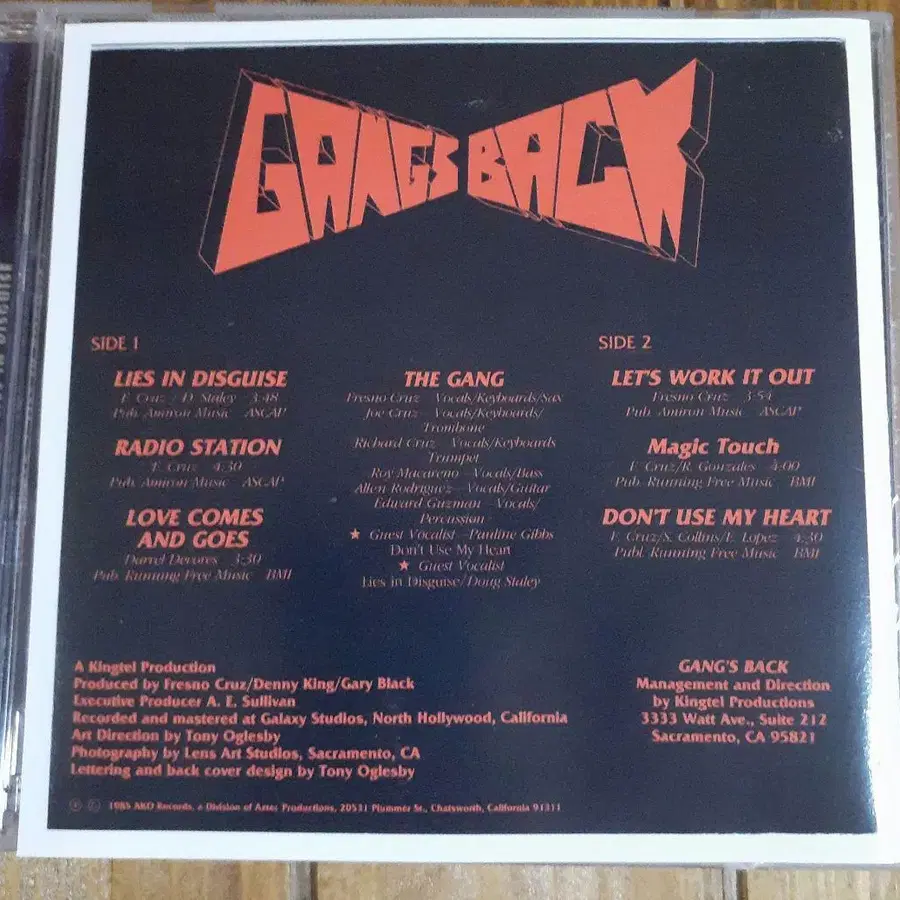 GANGS BACK
SIDE 1
LIES IN DISGUISE
F. Cruz / D. Staley 3:48
Pub. Amiron Music ASCAP
RADIO STATION
F. Cruz 4:30
Pub. Amiron Music ASCAP
LOVE COMES
AND GOES
Darrel Devores 3:30
Pub. Running Free Music BMI
THE GANG
Fresno Cruz—Vocals/Keyboards/Sax
Joe Cruz—Vocals/Keyboards/
Trombone
Richard Cruz—Vocals/Keyboards
Trumpet
Roy Macareno—Vocals/Bass
Allen Rodriguez—Vocals/Guitar
Edward Guzman—Vocals/
Percussion
★ Guest Vocalist—Pauline Gibbs
Don't Use My Heart
★ Guest Vocalist
Lies in Disguise/Doug Staley
SIDE 2
LET'S WORK IT OUT
Fresno Cruz 3:54
Pub. Amiron Music ASCAP
Magic Touch
F. Cruz/R. Gonzales 4:00
Pub. Running Free Music BMI
DON'T USE MY HEART
F. Cruz/S. Collins/E. Lopez 4:30
Publ. Running Free Music BMI
A Kingtel Production
Produced by Fresno Cruz/Denny King/Gary Black
Executive Producer A. E. Sullivan
Recorded and mastered at Galaxy Studios, North Hollywood, California
Art Direction by Tony Oglesby
Photography by Lens Art Studios, Sacramento, CA
Lettering and back cover design by Tony Oglesby
GANG'S BACK
Management and Direction
by Kingtel Productions
3333 Watt Ave., Suite 212
Sacramento, CA 95821
℗ © 1985 AKO Records, a Division of Artec Productions, 20531 Plummer St., Chatsworth, California 91311
IN DISGUISE